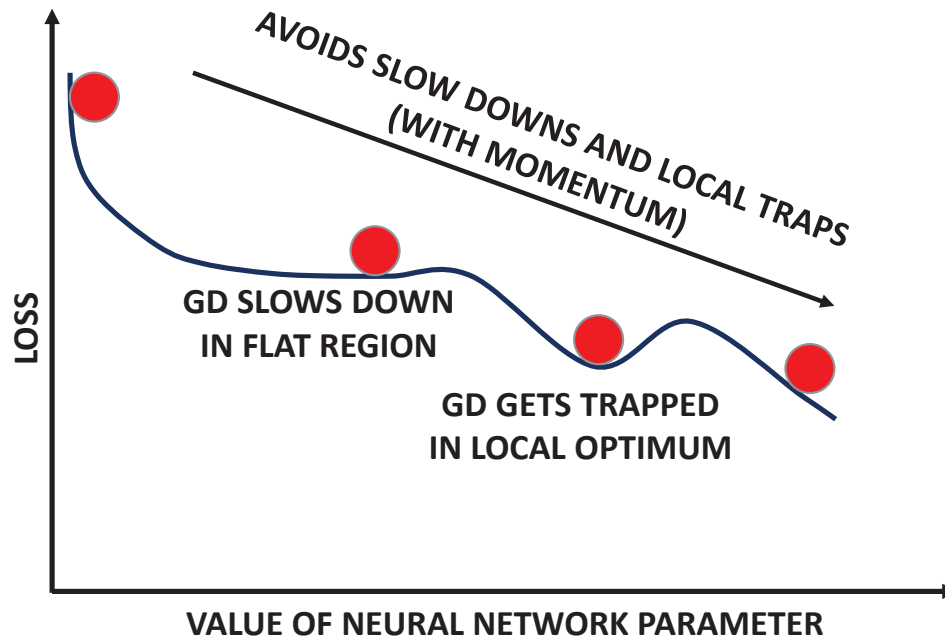 AVOIDS SLOW DOWNS AND LOCAL TRAPS
(WITH MOMENTUM)
LOSS
GD SLOWS DOWN
IN FLAT REGION
GD GETS TRAPPED
IN LOCAL OPTIMUM
VALUE OF NEURAL NETWORK PARAMETER